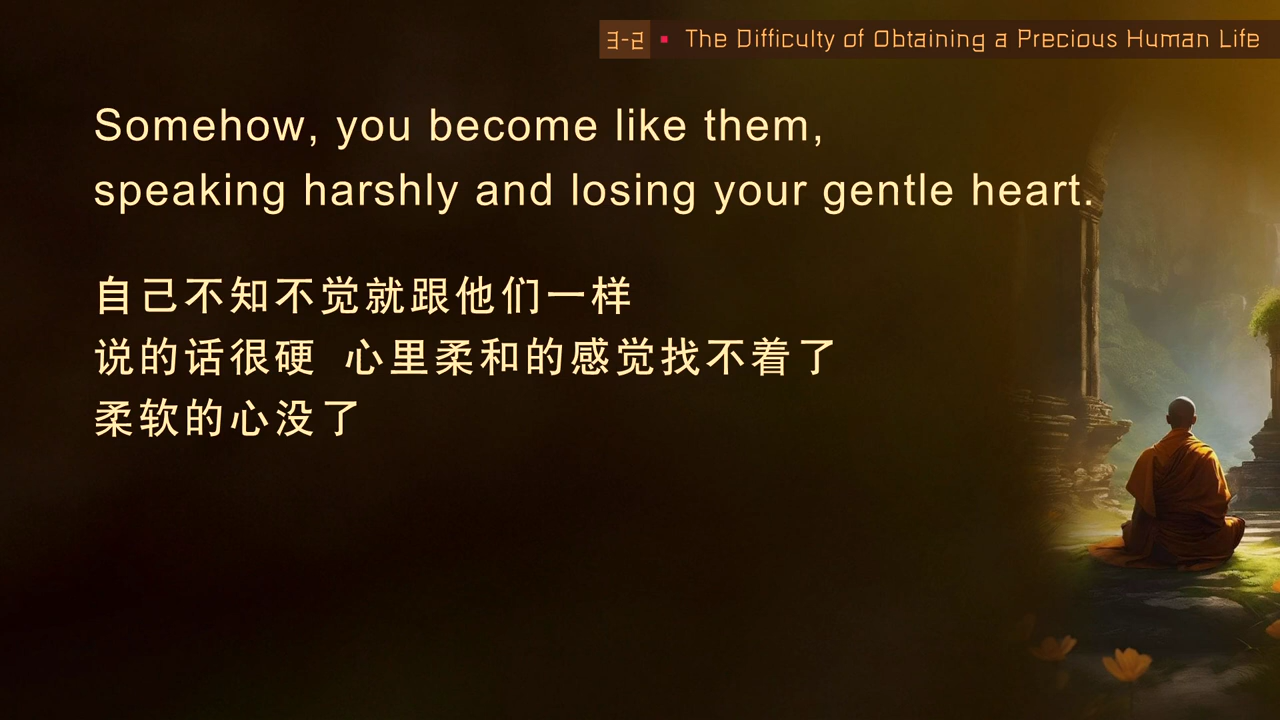 3-2 ▪ The Difficulty of Obtaining a Precious Human Life
Somehow, you become like them,
speaking harshly and losing your gentle heart.
自己不知不觉就跟他们一样
说的话很硬 心里柔和的感觉找不着了
柔软的心没了